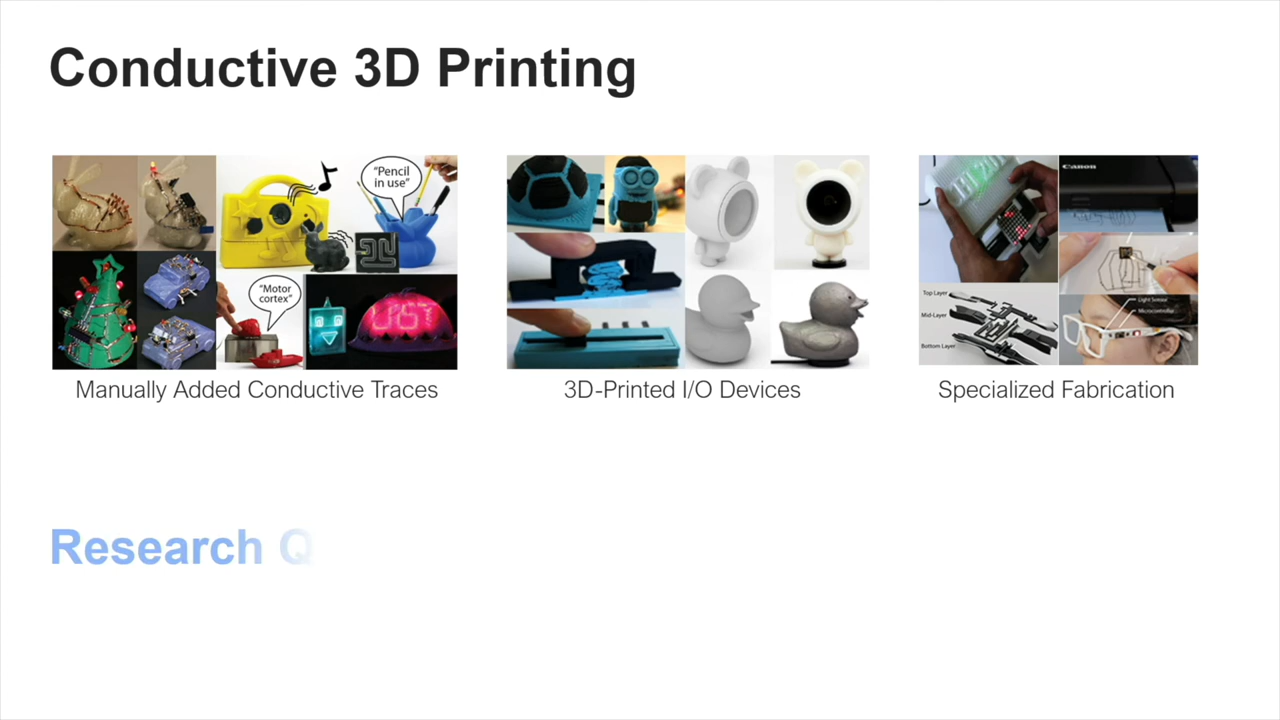 Conductive 3D Printing
"Pencil
in use"
"Motor
cortex"
UIST
Canon
Top Layer
Mid-Layer
Bottom Layer
Light Sensor
Microcontroller
Manually Added Conductive Traces
3D-Printed I/O Devices
Specialized Fabrication
Research Q